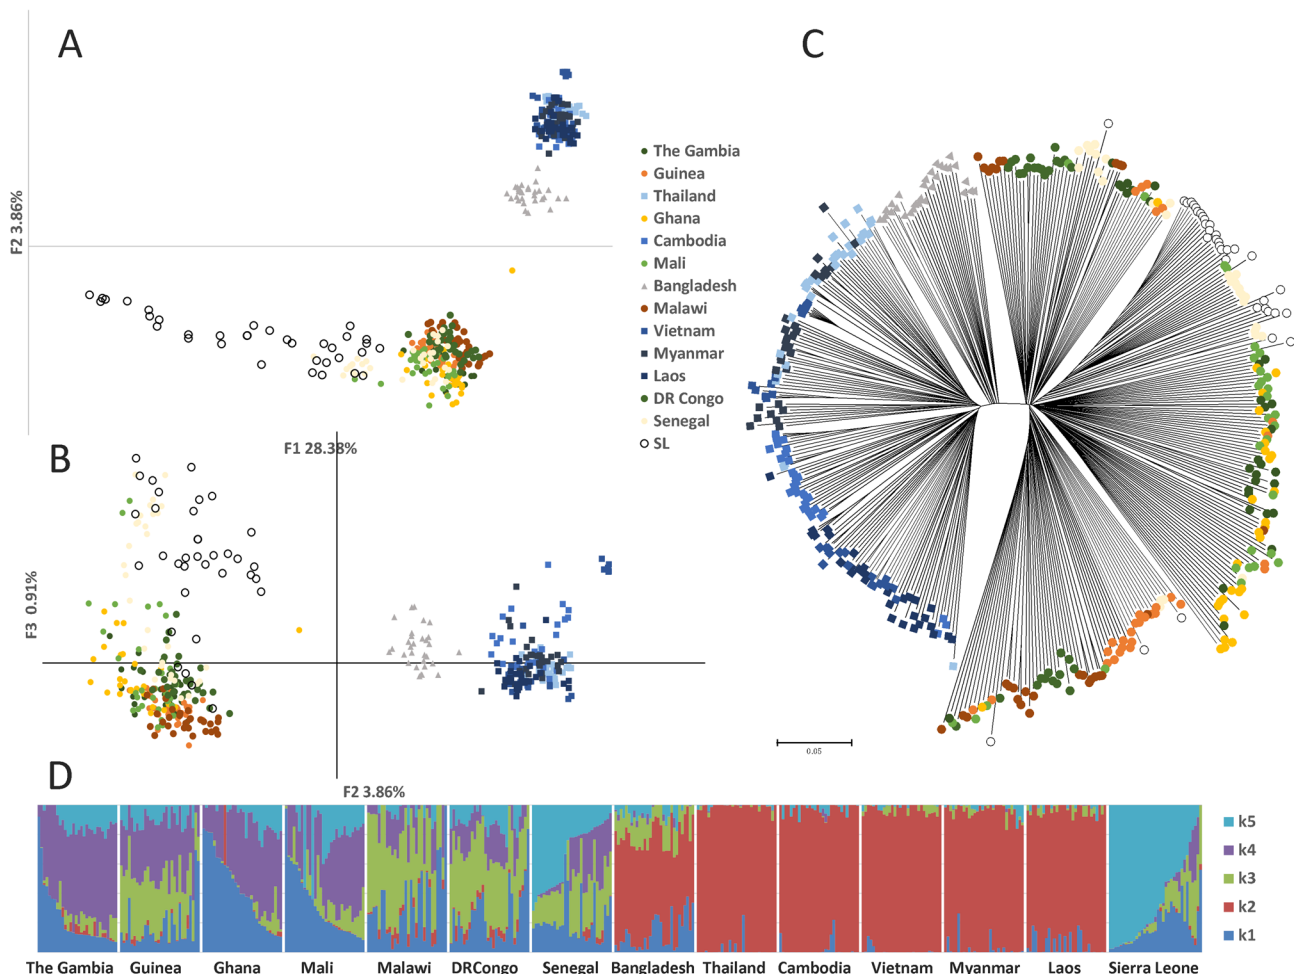 A
C
F2 3.86%
The Gambia
Guinea
Thailand
Ghana
Cambodia
Mali
Bangladesh
Malawi
Vietnam
Myanmar
Laos
DR Congo
Senegal
SL
F1 28.38%
B
F3 0.91%
F2 3.86%
0.05
D
k5
k4
k3
k2
k1
The Gambia Guinea Ghana Mali Malawi DRCongo Senegal Bangladesh Thailand Cambodia Vietnam Myanmar Laos Sierra Leone